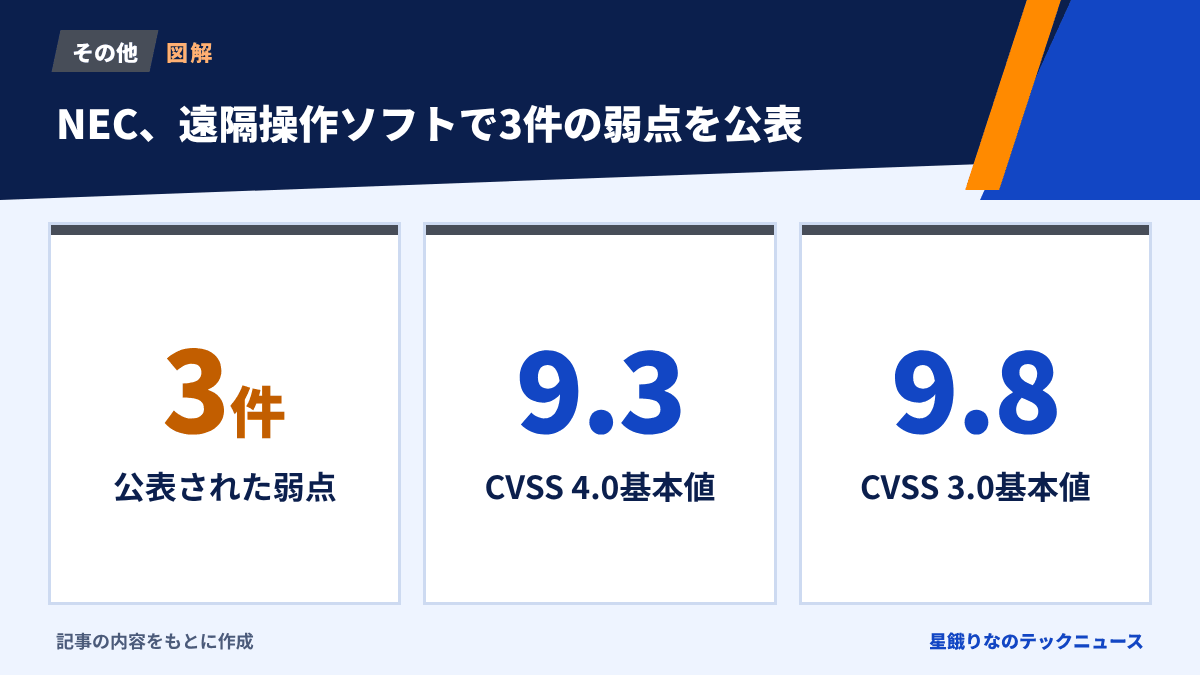 その他 図解
NEC、遠隔操作ソフトで3件の弱点を公表
3件
公表された弱点
9.3
CVSS 4.0基本値
9.8
CVSS 3.0基本値
記事の内容をもとに作成
星餓りなのテックニュース